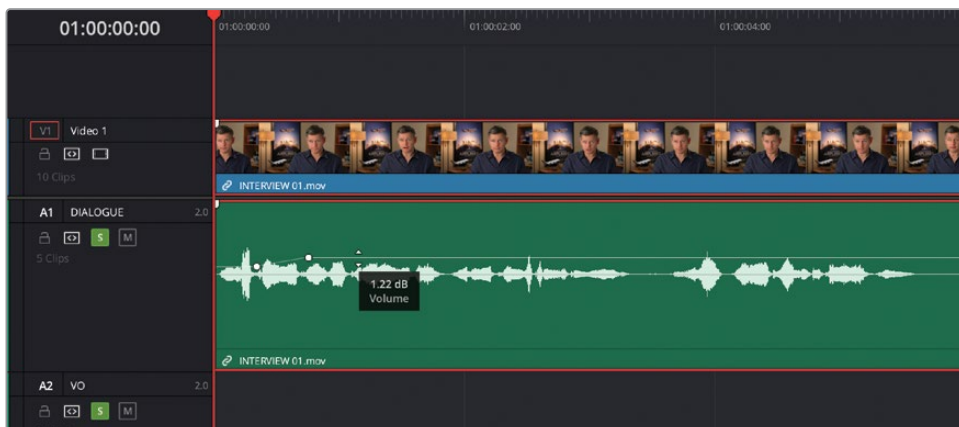 01:00:00:00
01:00:00:00 01:00:02:00 01:00:04:00
V1 Video 1
10 Clips
INTERVIEW 01.mov
A1 DIALOGUE 2.0
S M
5 Clips
1.22 dB
Volume
INTERVIEW 01.mov
A2 VO 2.0
S M